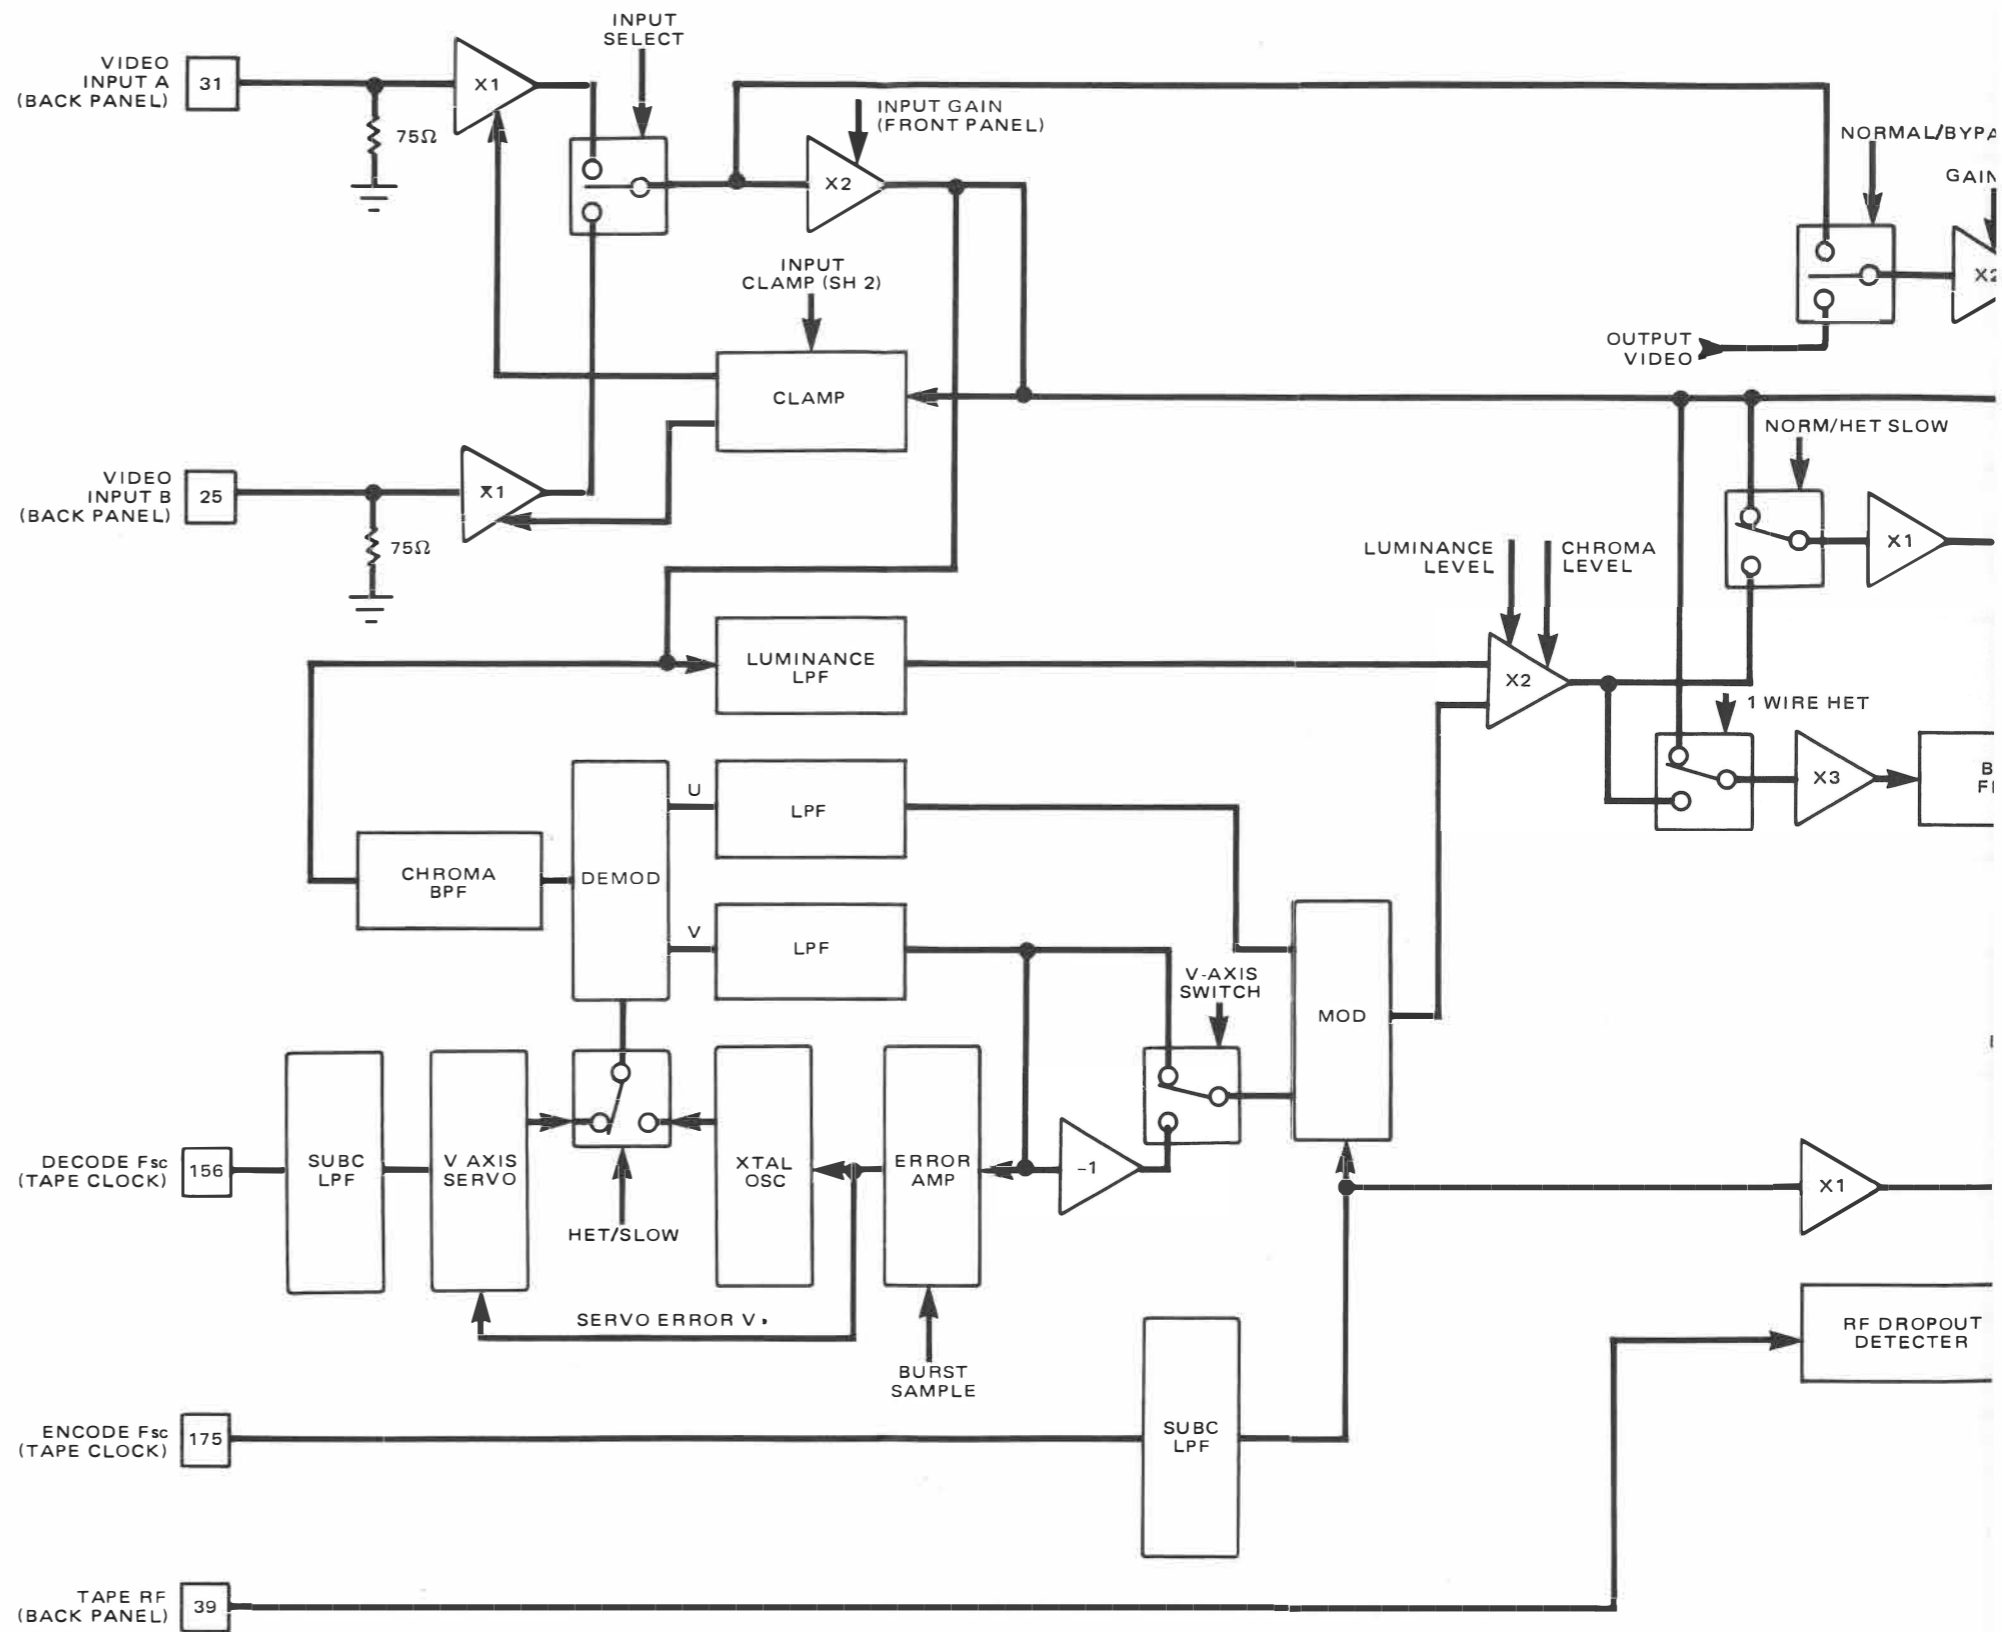 INPUT
SELECT
VIDEO
INPUT A
(BACK PANEL)
31
X1
75Ω
INPUT GAIN
(FRONT PANEL)
X2
NORMAL/BYPA
GAIN
X2
INPUT
CLAMP (SH 2)
OUTPUT
VIDEO
CLAMP
NORM/HET SLOW
VIDEO
INPUT B
(BACK PANEL)
25
X1
75Ω
LUMINANCE
LEVEL
CHROMA
LEVEL
X1
LUMINANCE
LPF
X2
1 WIRE HET
X3
U
LPF
CHROMA
BPF
DEMOD
V
LPF
V-AXIS
SWITCH
MOD
DECODE Fsc
(TAPE CLOCK)
156
SUBC
LPF
V AXIS
SERVO
HET/SLOW
XTAL
OSC
ERROR
AMP
-1
X1
SERVO ERROR V
BURST
SAMPLE
RF DROPOUT
DETECTER
ENCODE Fsc
(TAPE CLOCK)
175
SUBC
LPF
TAPE RF
(BACK PANEL)
39